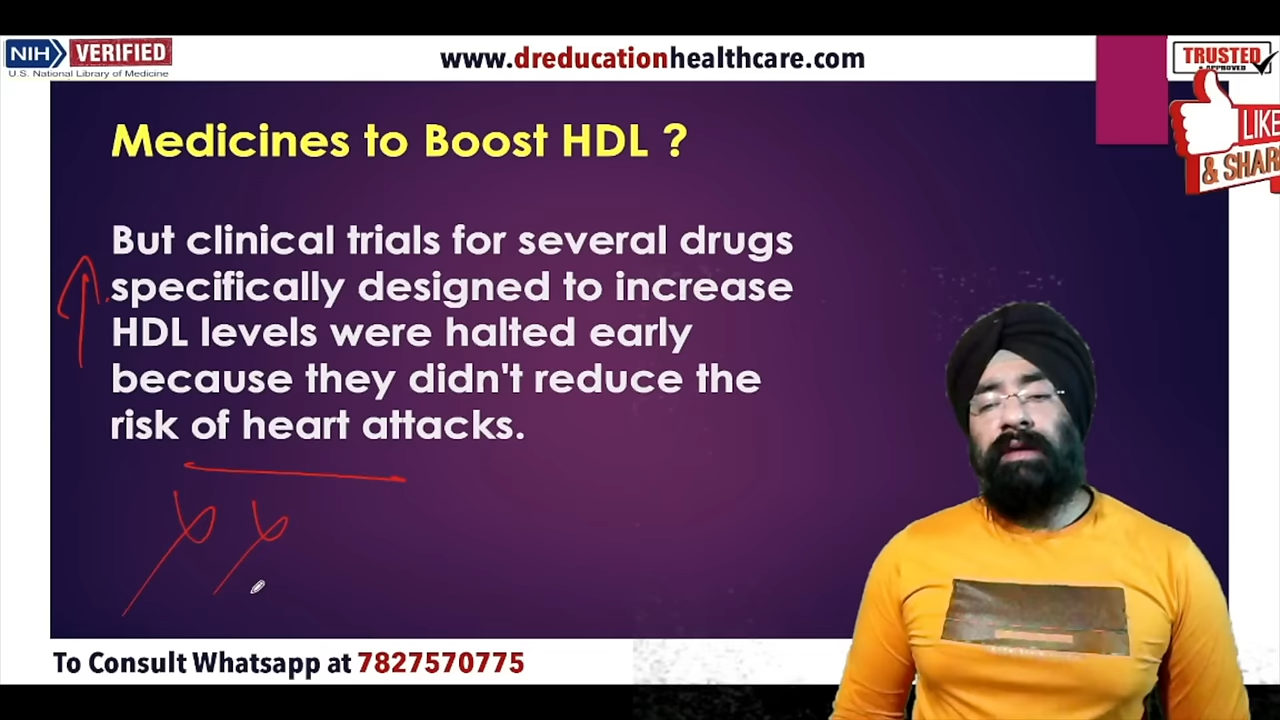 NIH VERIFIED
U.S. National Library of Medicine
www.dreducationhealthcare.com
TRUSTED
& APPROVED
LIKE
& SHARE
Medicines to Boost HDL ?
But clinical trials for several drugs
specifically designed to increase
HDL levels were halted early
because they didn't reduce the
risk of heart attacks.
To Consult Whatsapp at 7827570775